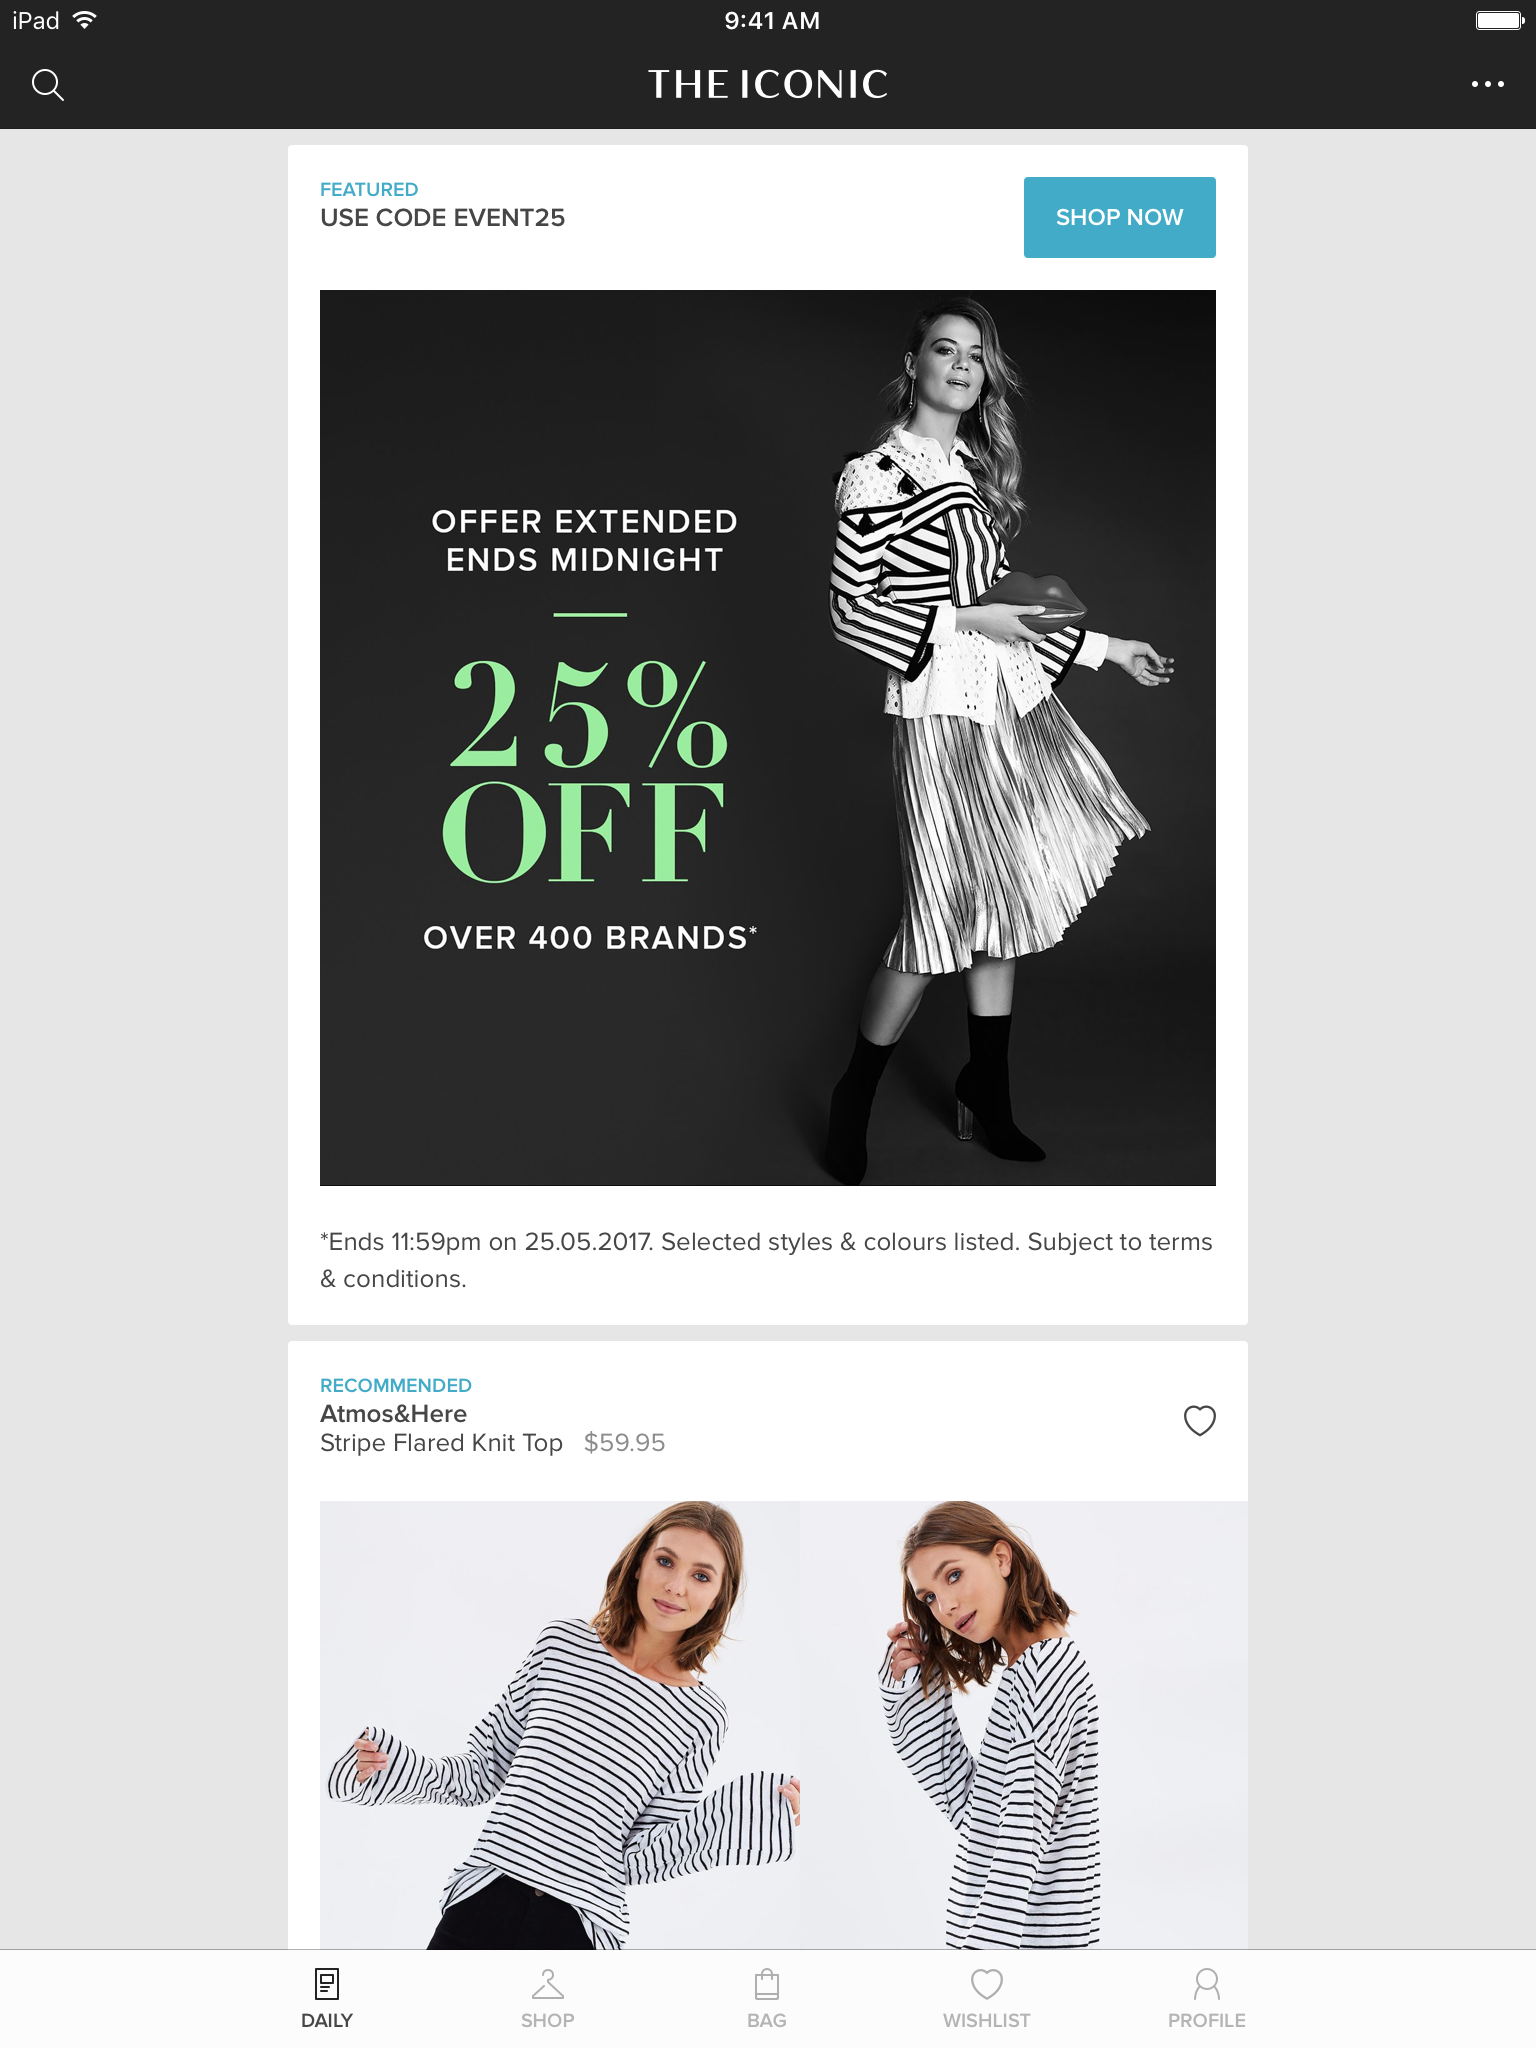 iPad 9:41 AM
THE ICONIC
FEATURED
USE CODE EVENT25
SHOP NOW
OFFER EXTENDED
ENDS MIDNIGHT
25%
OFF
OVER 400 BRANDS*
*Ends 11:59pm on 25.05.2017. Selected styles & colours listed. Subject to terms
& conditions.
RECOMMENDED
Atmos&Here
Stripe Flared Knit Top $59.95
DAILY SHOP BAG WISHLIST PROFILE